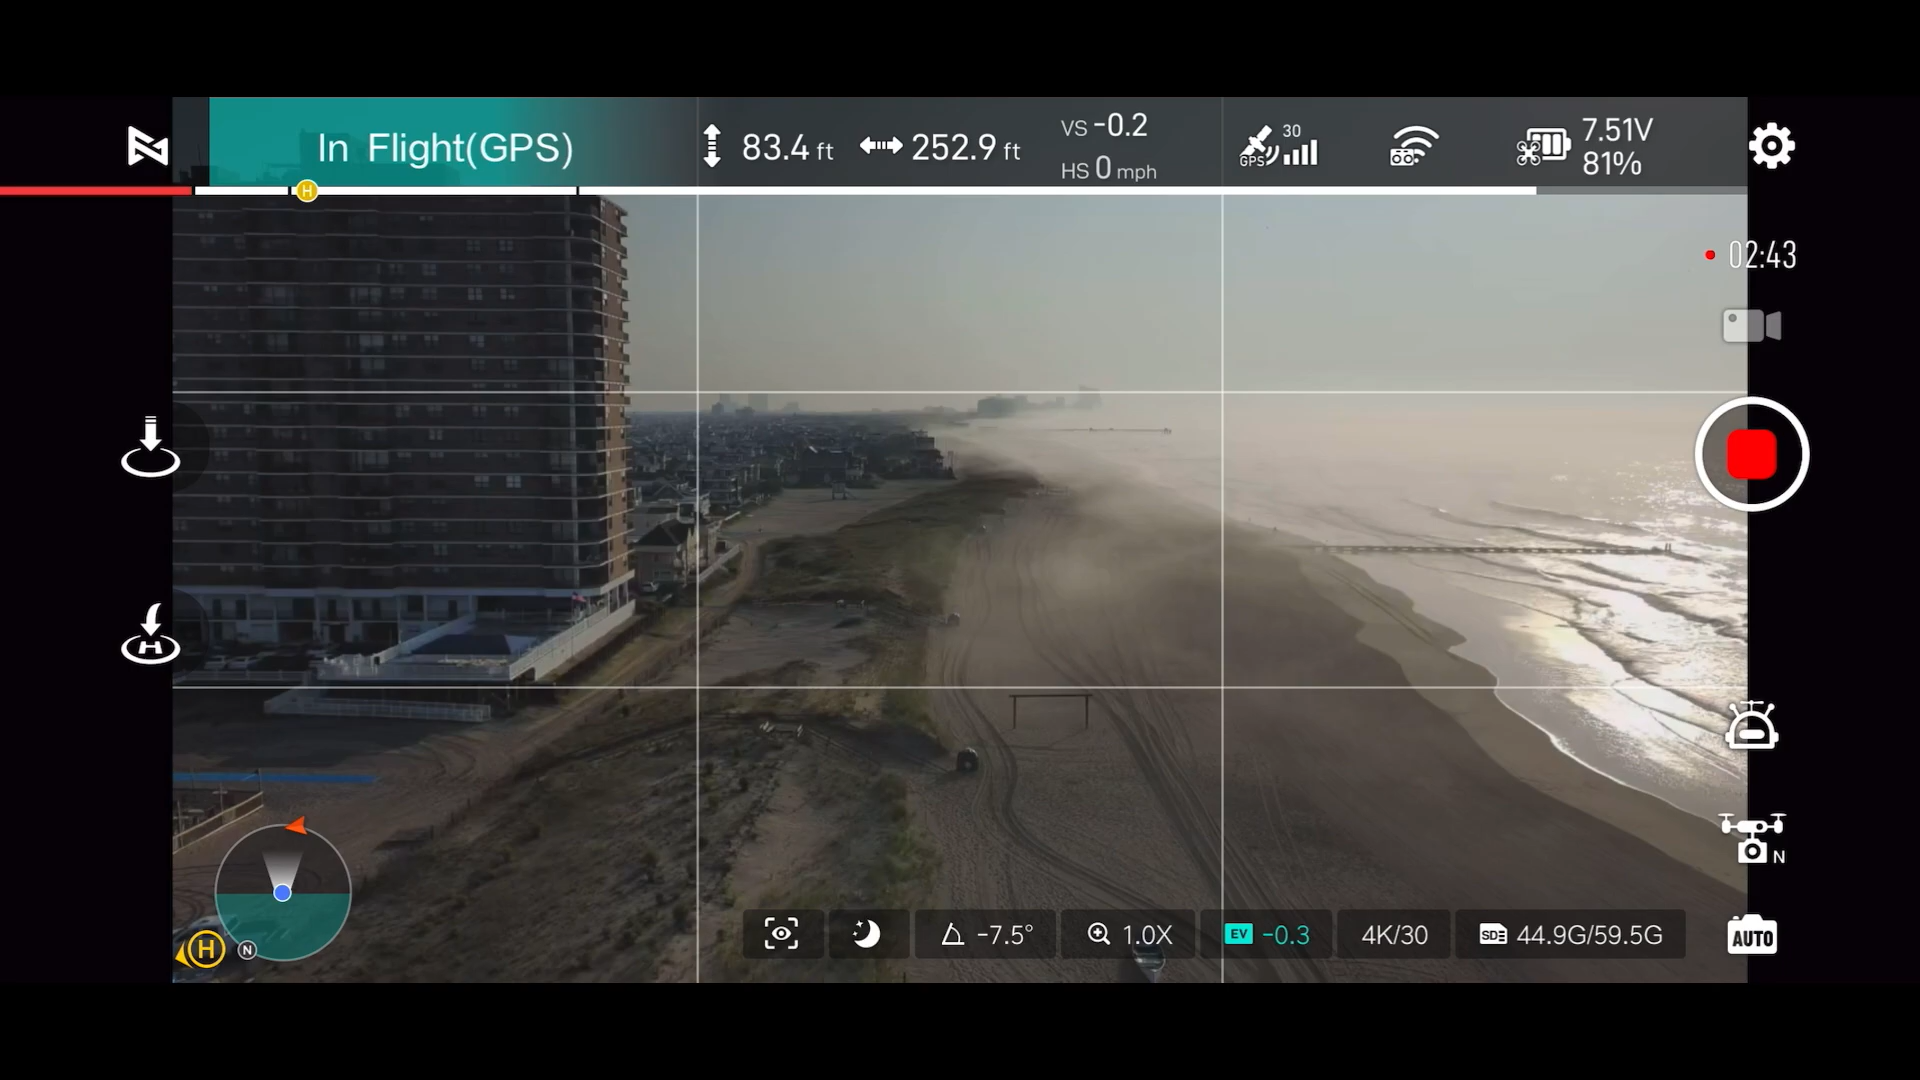 In Flight(GPS)
83.4 ft
252.9 ft
VS -0.2
HS 0 mph
30
GPS
7.51V
81%
H
02:43
H
N
H
N
-7.5°
1.0X
EV -0.3
4K/30
SD 44.9G/59.5G
AUTO